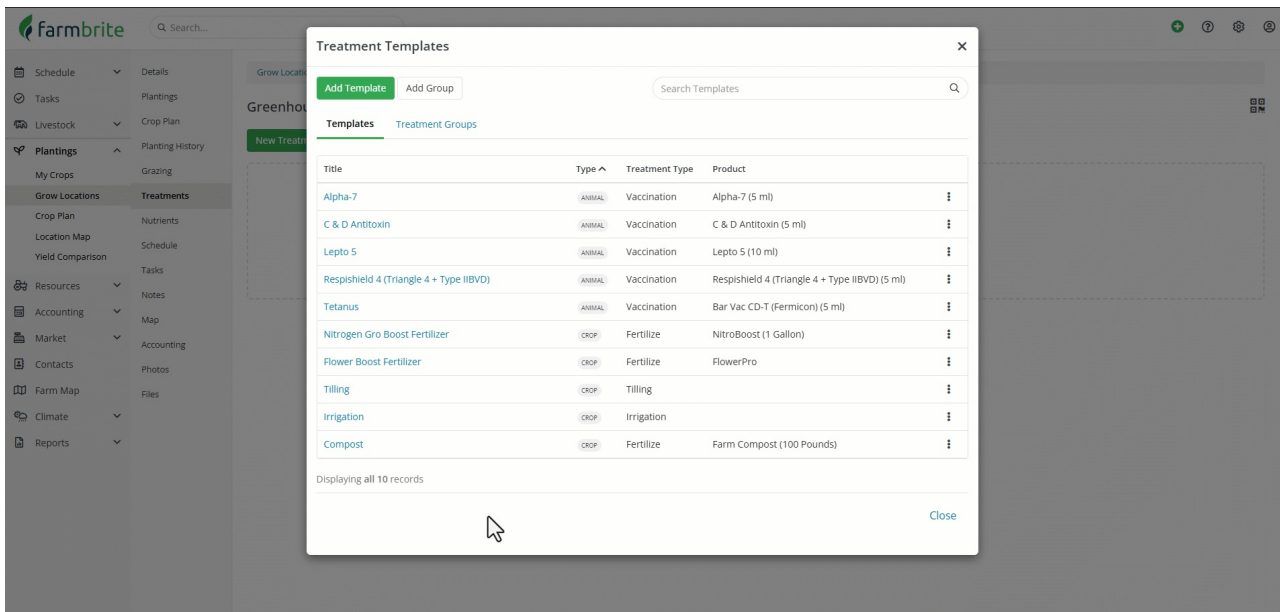 farmbrite
Search...
Schedule
Tasks
Livestock
Plantings
My Crops
Grow Locations
Crop Plan
Location Map
Yield Comparison
Resources
Accounting
Market
Contacts
Farm Map
Climate
Reports
Details
Plantings
Crop Plan
Planting History
Grazing
Treatments
Nutrients
Schedule
Tasks
Notes
Map
Accounting
Photos
Files
Treatment Templates
Add Template Add Group Search Templates
Templates Treatment Groups
Title Type Treatment Type Product
Alpha-7 ANIMAL Vaccination Alpha-7 (5 ml)
C & D Antitoxin ANIMAL Vaccination C & D Antitoxin (5 ml)
Lepto 5 ANIMAL Vaccination Lepto 5 (10 ml)
Respishield 4 (Triangle 4 + Type IIBVD) ANIMAL Vaccination Respishield 4 (Triangle 4 + Type IIBVD) (5 ml)
Tetanus ANIMAL Vaccination Bar Vac CD-T (Fermicon) (5 ml)
Nitrogen Gro Boost Fertilizer CROP Fertilize NitroBoost (1 Gallon)
Flower Boost Fertilizer CROP Fertilize FlowerPro
Tilling CROP Tilling
Irrigation CROP Irrigation
Compost CROP Fertilize Farm Compost (100 Pounds)
Displaying all 10 records
Close